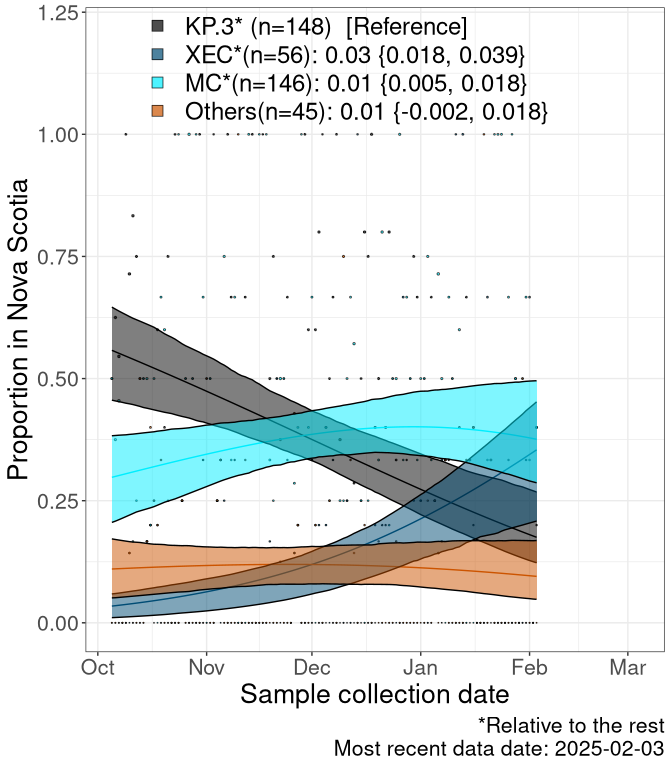 KP.3* (n=148)  [Reference]
XEC*(n=56): 0.03 {0.018, 0.039}
MC*(n=146): 0.01 {0.005, 0.018}
Others(n=45): 0.01 {-0.002, 0.018}
Proportion in Nova Scotia
1.25
1.00
0.75
0.50
0.25
0.00
Oct Nov Dec Jan Feb Mar
Sample collection date
*Relative to the rest
Most recent data date: 2025-02-03